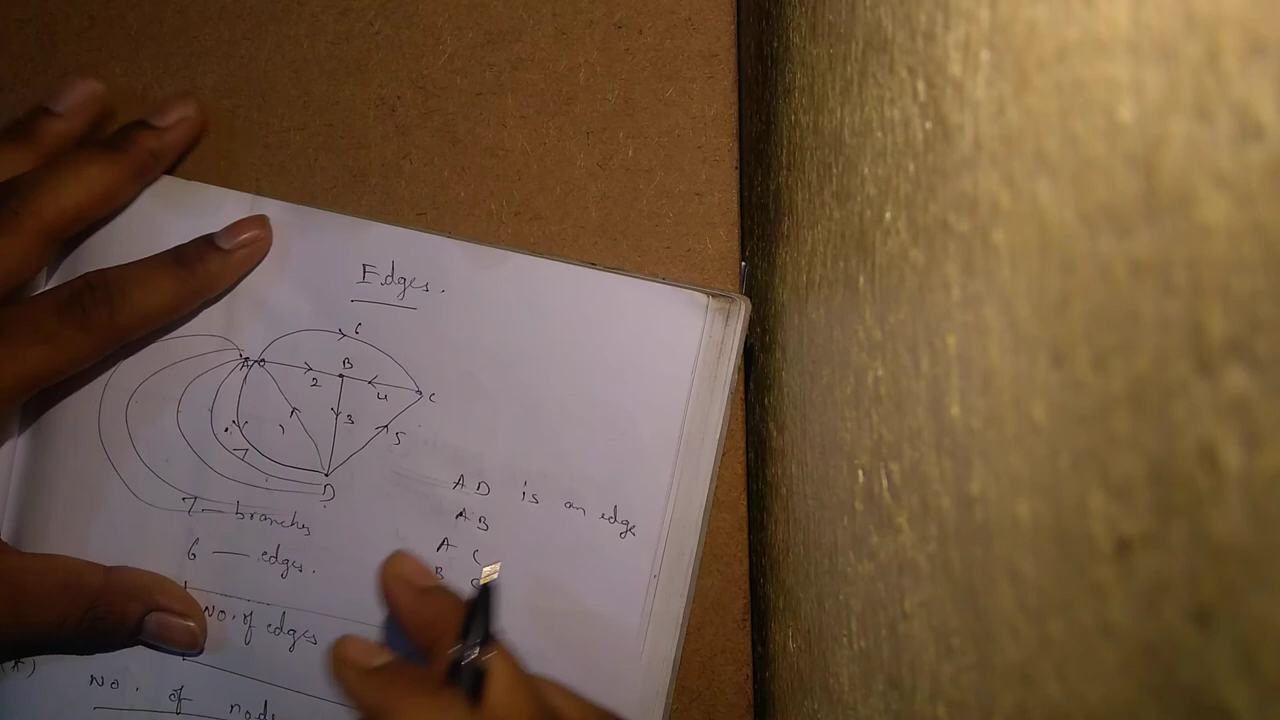 Edges.
6
A B
2 4 C
1 3 5
7
D
7 — branches
6 — edges.
AD is an edge
AB
A C
B C
No. of edges
(*)
No. of node